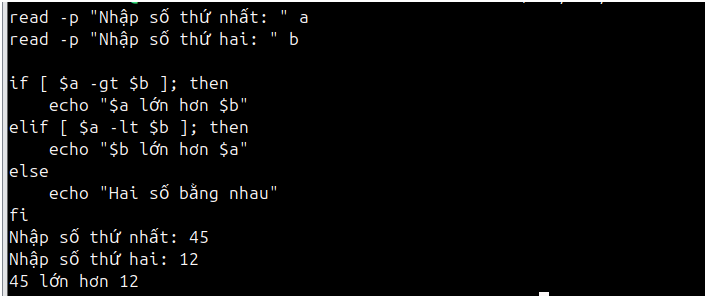 read -p "Nhập số thứ nhất: " a
read -p "Nhập số thứ hai: " b
if [ $a -gt $b ]; then
    echo "$a lớn hơn $b"
elif [ $a -lt $b ]; then
    echo "$b lớn hơn $a"
else
    echo "Hai số bằng nhau"
fi
Nhập số thứ nhất: 45
Nhập số thứ hai: 12
45 lớn hơn 12